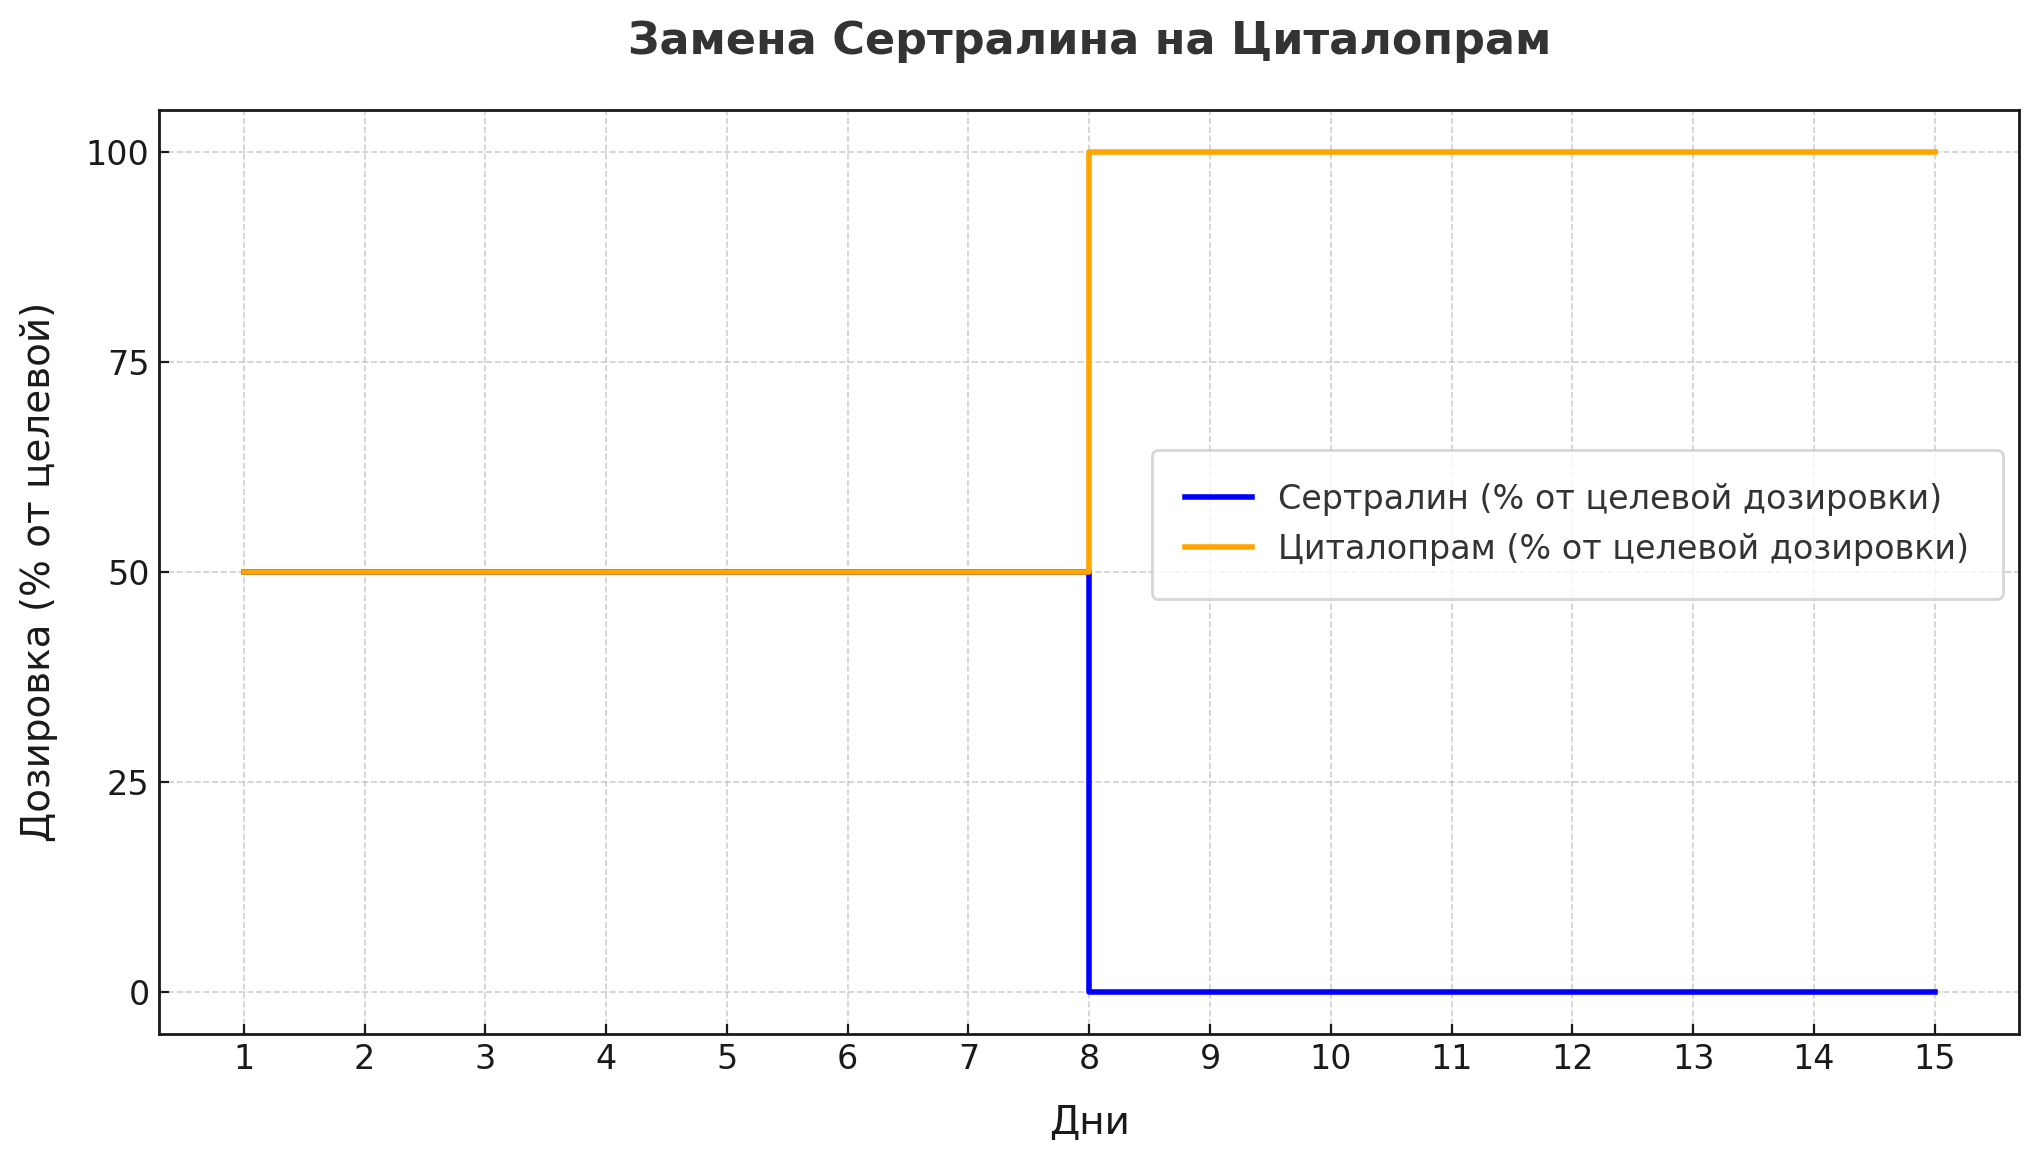 Замена Сертралина на Циталопрам
Дозировка (% от целевой)
100
75
50
25
0
Сертралин (% от целевой дозировки)
Циталопрам (% от целевой дозировки)
1 2 3 4 5 6 7 8 9 10 11 12 13 14 15
Дни